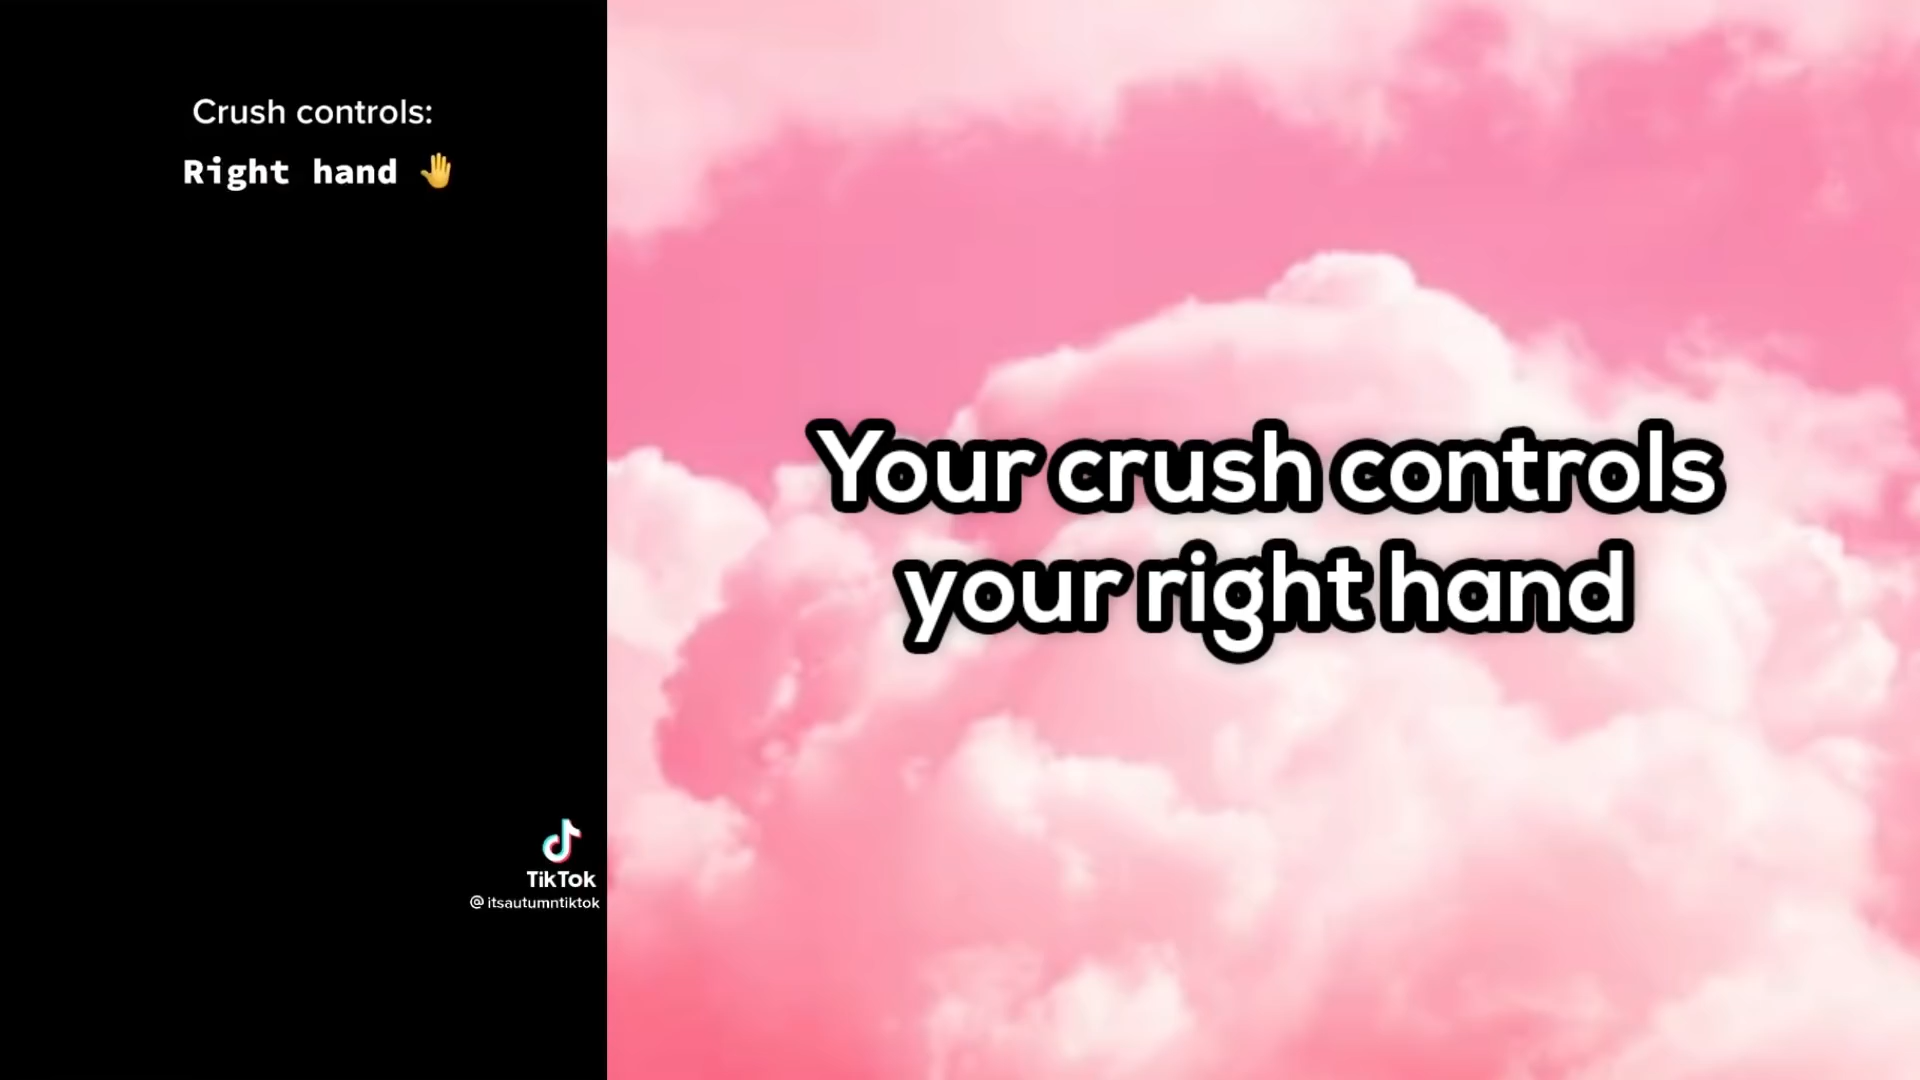 Crush controls:
Right hand 🤚
Your crush controls
your right hand
TikTok
@itsautumntiktok